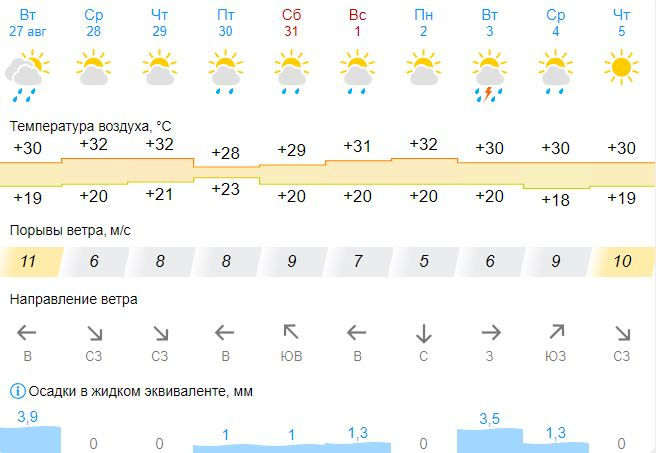 Вт Ср Чт Пт Сб Вс Пн Вт Ср Чт
27 авг 28 29 30 31 1 2 3 4 5
Температура воздуха, °C
+30 +32 +32 +28 +29 +31 +32 +30 +30 +30
+19 +20 +21 +23 +20 +20 +20 +20 +18 +19
Порывы ветра, м/с
11 6 8 8 9 7 5 6 9 10
Направление ветра
В СЗ СЗ В ЮВ В С З ЮЗ СЗ
Осадки в жидком эквиваленте, мм
3,9 0 0 1 1 1,3 0 3,5 1,3 0